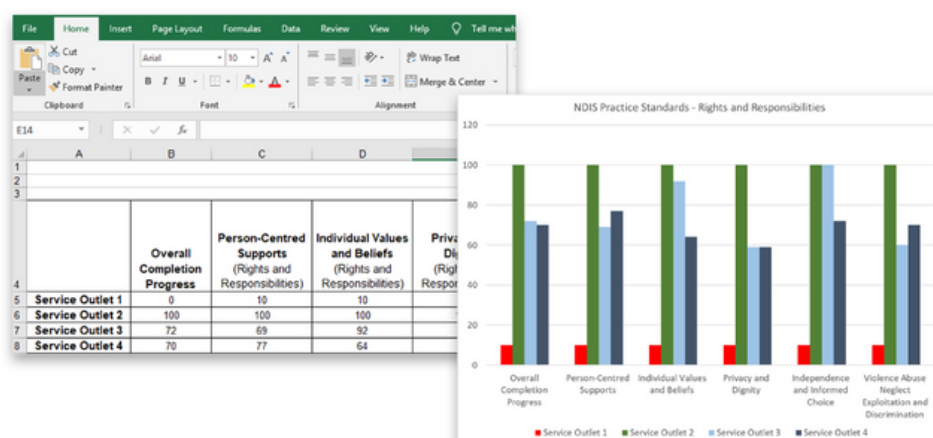 File Home Insert Page Layout Formulas Data Review View Help Tell me wh
Cut
Copy
Format Painter
Paste
Arial 10 A A
Wrap Text
B I U A
Merge & Center
Clipboard Font Alignment
E14 fx
A B C D
1
2
3
4
Overall Completion Progress
Person-Centred Supports (Rights and Responsibilities)
Individual Values and Beliefs (Rights and Responsibilities)
5 Service Outlet 1 0 10 10
6 Service Outlet 2 100 100 100
7 Service Outlet 3 72 69 92
8 Service Outlet 4 70 77 64
NDIS Practice Standards - Rights and Responsibilities
120
100
80
60
40
20
0
Overall Completion Progress
Person-Centred Supports
Individual Values and Beliefs
Privacy and Dignity
Independence and Informed Choice
Violence Abuse Neglect Exploitation and Discrimination
Service Outlet 1 Service Outlet 2 Service Outlet 3 Service Outlet 4